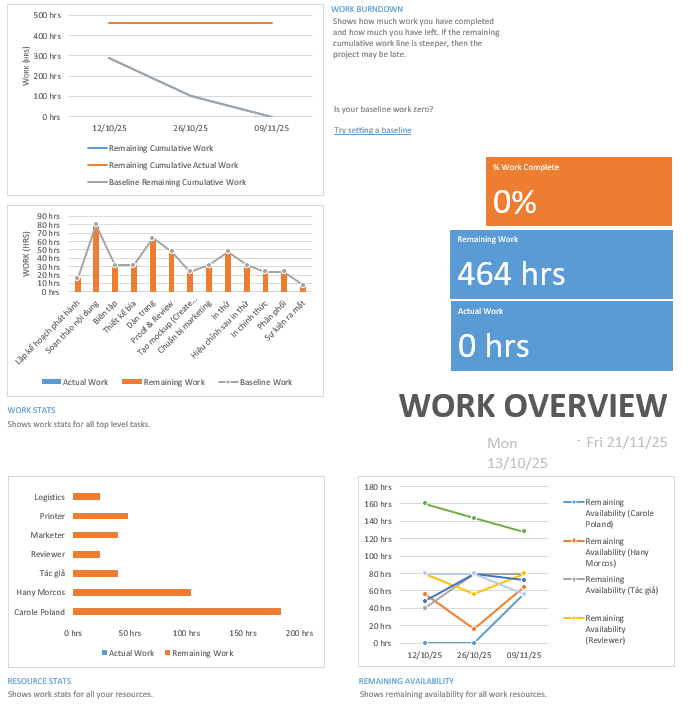 500 hrs
400 hrs
300 hrs
200 hrs
100 hrs
0 hrs
WORK (HRS)
12/10/25 26/10/25 09/11/25
Remaining Cumulative Work
Remaining Cumulative Actual Work
Baseline Remaining Cumulative Work
WORK BURNDOWN
Shows how much work you have completed
and how much you have left. If the remaining
cumulative work line is steeper, then the
project may be late.
Is your baseline work zero?
Try setting a baseline
% Work Complete
0%
Remaining Work
464 hrs
Actual Work
0 hrs
90 hrs
80 hrs
70 hrs
60 hrs
50 hrs
40 hrs
30 hrs
20 hrs
10 hrs
0 hrs
WORK (HRS)
Lập kế hoạch phát hành
Soạn thảo nội dung
Biên tập
Thiết kế bìa
Dàn trang
Proof & Review
Tạo mockup (Create...
Chuẩn bị marketing
In thử
Hiệu chỉnh sau in thử
In chính thức
Phân phối
Sự kiện ra mắt
Actual Work Remaining Work Baseline Work
WORK STATS
Shows work stats for all top level tasks.
WORK OVERVIEW
Mon
13/10/25
- Fri 21/11/25
Logistics
Printer
Marketer
Reviewer
Tác giả
Hany Morcos
Carole Poland
0 hrs 50 hrs 100 hrs 150 hrs 200 hrs
Actual Work Remaining Work
RESOURCE STATS
Shows work stats for all your resources.
180 hrs
160 hrs
140 hrs
120 hrs
100 hrs
80 hrs
60 hrs
40 hrs
20 hrs
0 hrs
12/10/25 26/10/25 09/11/25
Remaining
Availability (Carole
Poland)
Remaining
Availability (Hany
Morcos)
Remaining
Availability (Tác giả)
Remaining
Availability
(Reviewer)
REMAINING AVAILABILITY
Shows remaining availability for all work resources.